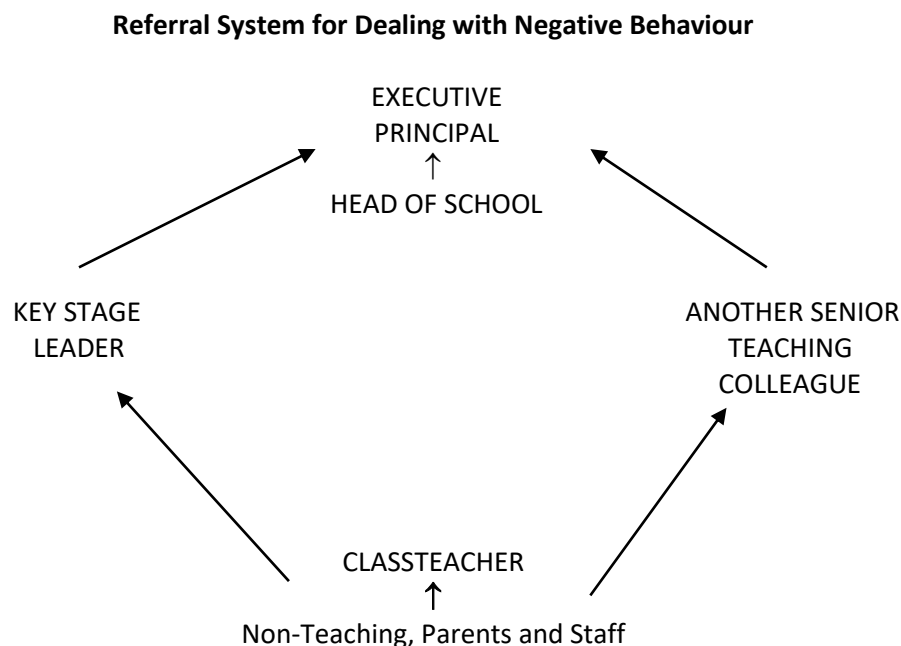 Referral System for Dealing with Negative Behaviour
EXECUTIVE
PRINCIPAL
↑
HEAD OF SCHOOL
KEY STAGE
LEADER
ANOTHER SENIOR
TEACHING
COLLEAGUE
CLASSTEACHER
↑
Non-Teaching, Parents and Staff